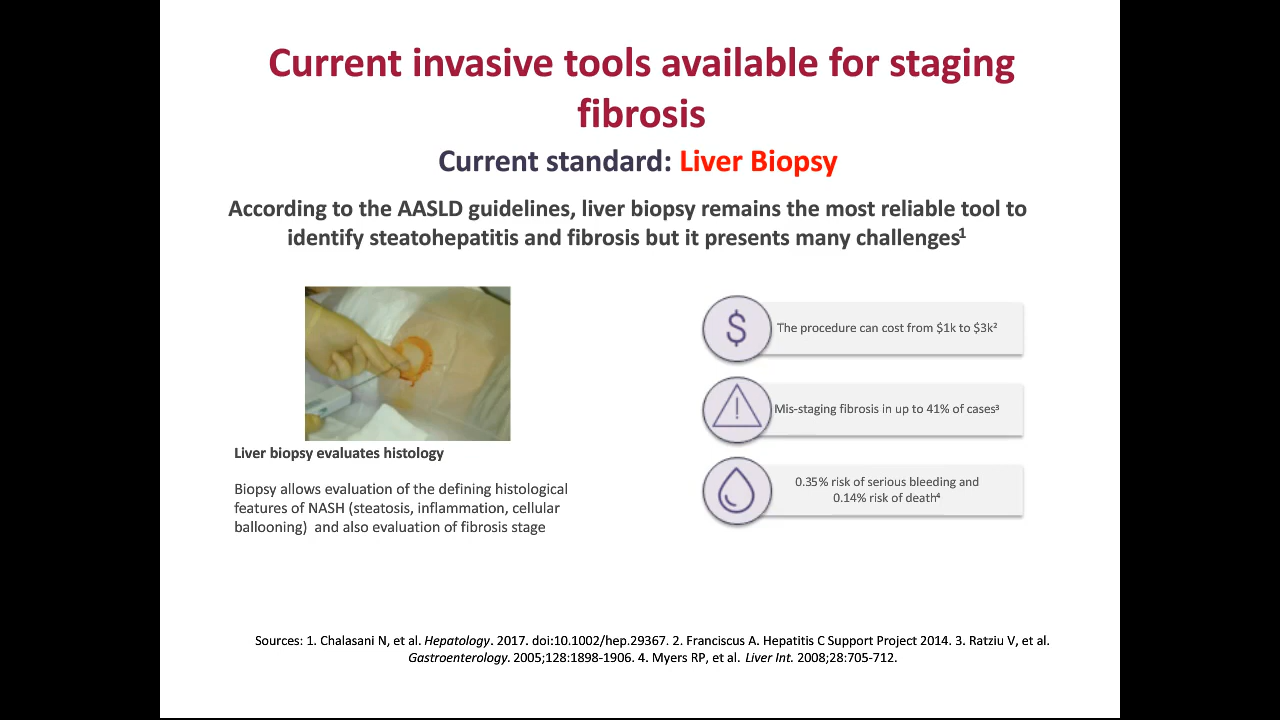 Current invasive tools available for staging
fibrosis
Current standard: Liver Biopsy
According to the AASLD guidelines, liver biopsy remains the most reliable tool to
identify steatohepatitis and fibrosis but it presents many challenges¹
Liver biopsy evaluates histology
Biopsy allows evaluation of the defining histological
features of NASH (steatosis, inflammation, cellular
ballooning) and also evaluation of fibrosis stage
$
The procedure can cost from $1k to $3k²
!
Mis-staging fibrosis in up to 41% of cases³
0.35% risk of serious bleeding and
0.14% risk of death⁴
Sources: 1. Chalasani N, et al. Hepatology. 2017. doi:10.1002/hep.29367. 2. Franciscus A. Hepatitis C Support Project 2014. 3. Ratziu V, et al.
Gastroenterology. 2005;128:1898-1906. 4. Myers RP, et al. Liver Int. 2008;28:705-712.